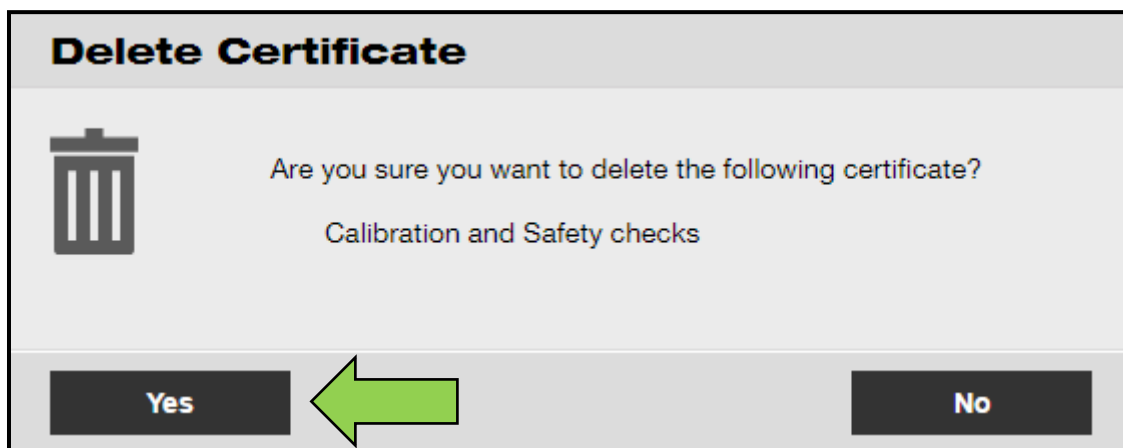 Delete Certificate
Are you sure you want to delete the following certificate?
Calibration and Safety checks
Yes
No